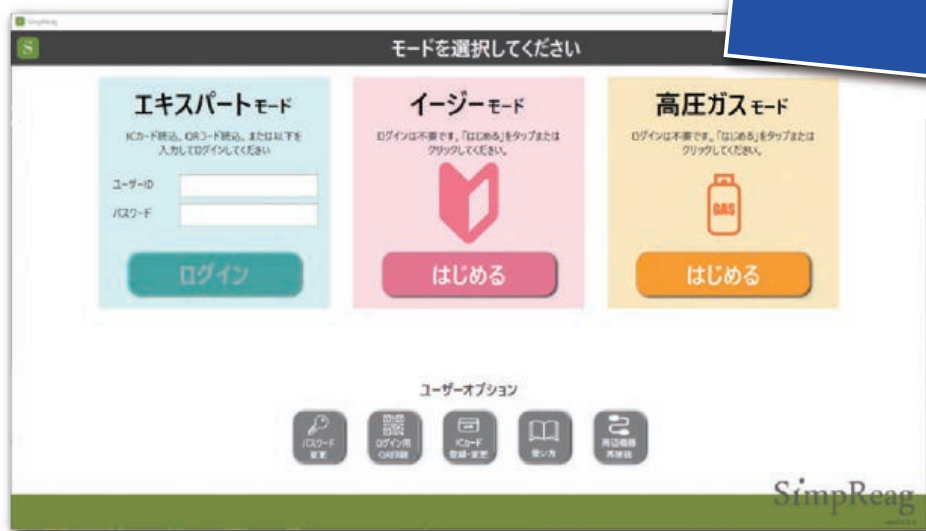 SimpReag
S
モードを選択してください
エキスパートモード
ICカード読込、QRコード読込、または以下を
入力してログインしてください
ユーザーID
パスワード
ログイン
イージーモード
ログインは不要です。「はじめる」をタップまたは
クリックしてください。
はじめる
高圧ガスモード
ログインは不要です。「はじめる」をタップまたは
クリックしてください。
GAS
はじめる
ユーザーオプション
パスワード
変更
ログイン用
QR印刷
ICカード
登録・変更
使い方
周辺機器
再接続
SimpReag